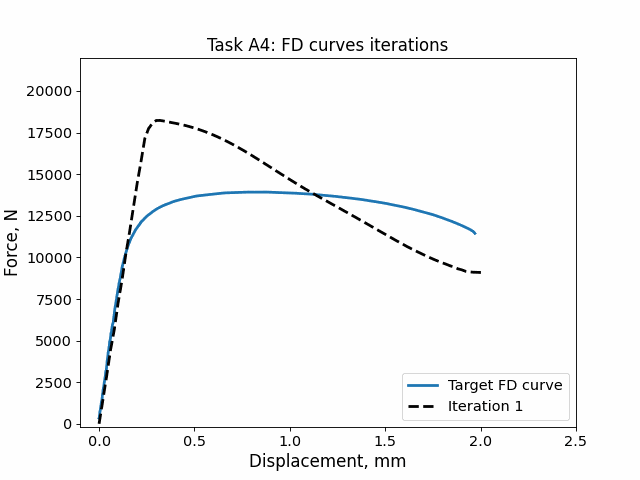 Task A4: FD curves iterations
Force, N
20000
17500
15000
12500
10000
7500
5000
2500
0
0.0 0.5 1.0 1.5 2.0 2.5
Displacement, mm
Target FD curve
Iteration 1